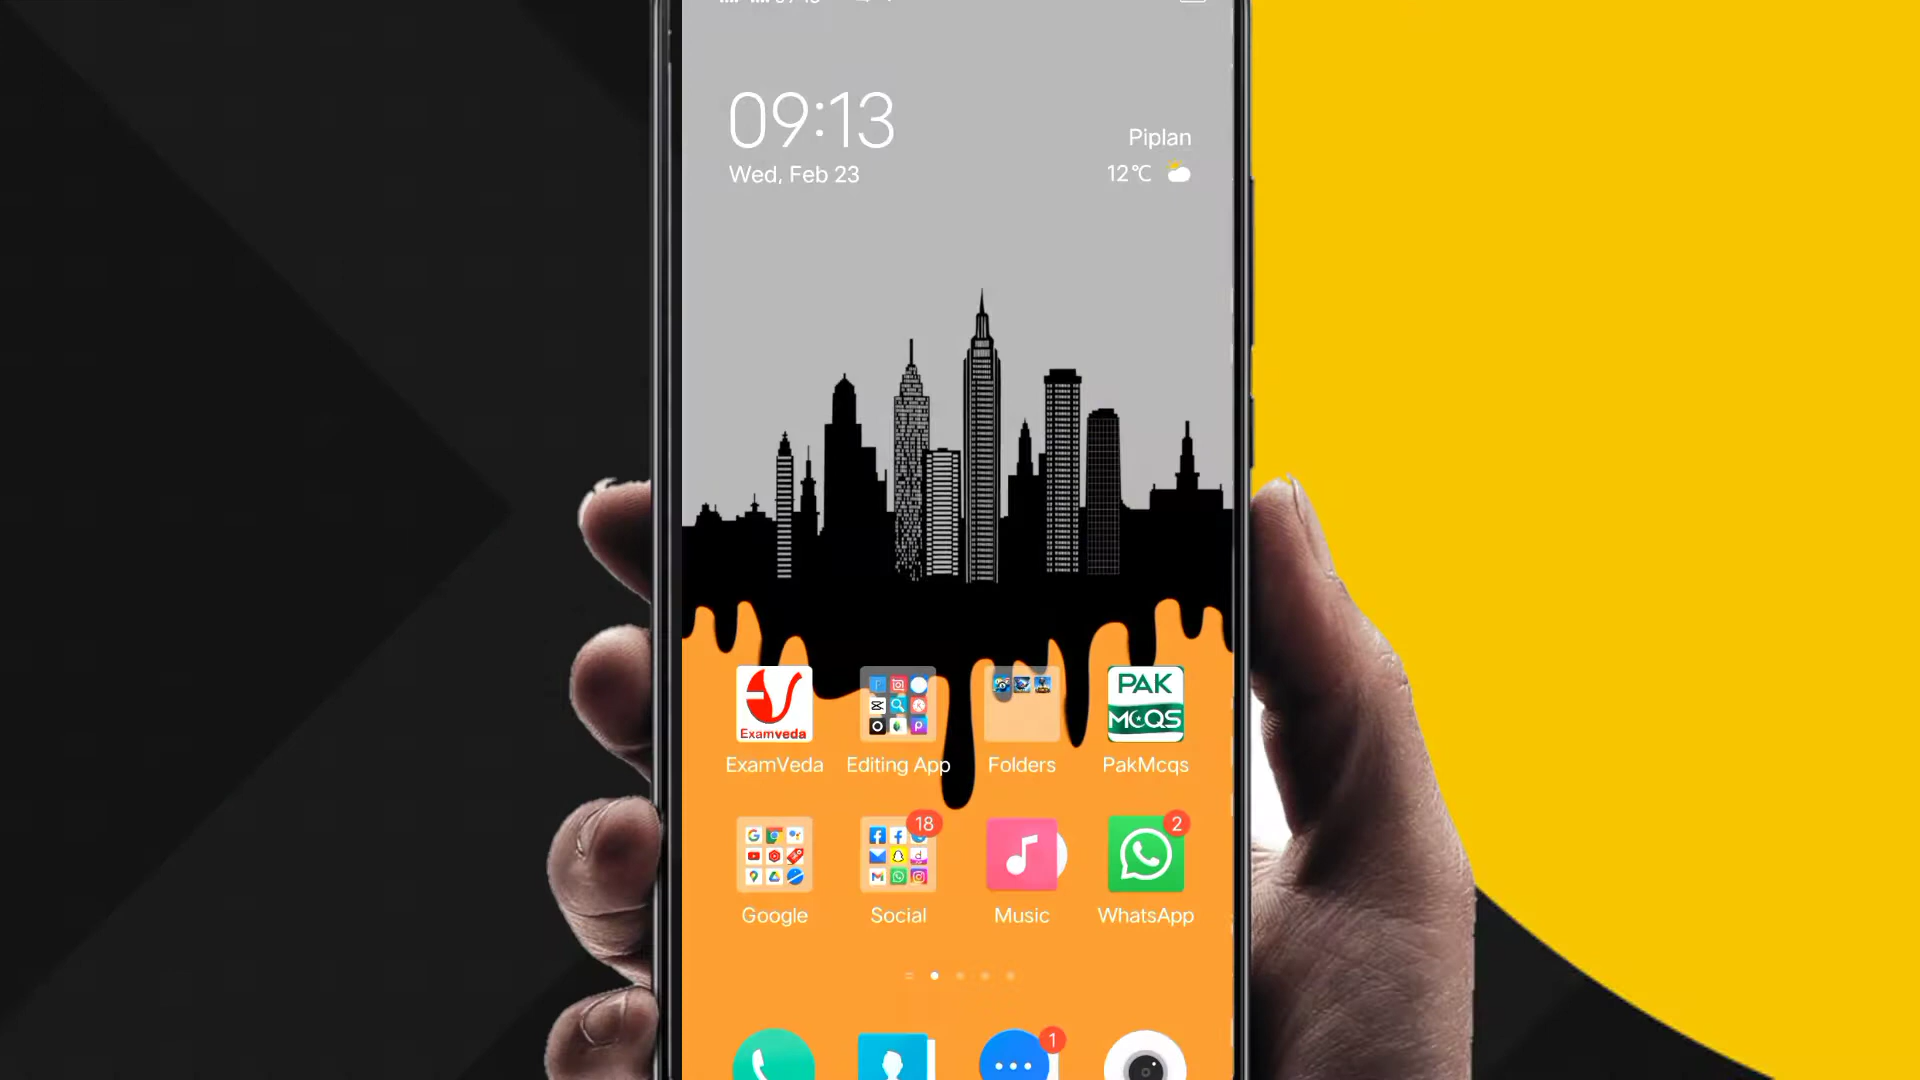 09:13
Wed, Feb 23
Piplan
12°C
PAK
MCQS
Examveda
ExamVeda
Editing App
Folders
PakMcqs
18
2
Google
Social
Music
WhatsApp
1